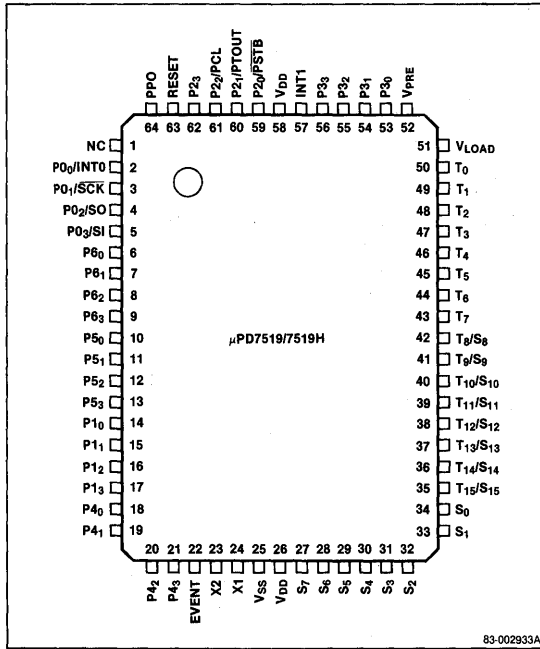 PPO RESET P2₃ P2₂/PCL P2₁/PTOUT P2₀/P̅S̅T̅B̅ V_DD INT1 P3₃ P3₂ P3₁ P3₀ V_PRE
64 63 62 61 60 59 58 57 56 55 54 53 52
NC 1 51 V_LOAD
P0₀/INT0 2 50 T₀
P0₁/S̅C̅K̅ 3 49 T₁
P0₂/SO 4 48 T₂
P0₃/SI 5 47 T₃
P6₀ 6 46 T₄
P6₁ 7 45 T₅
P6₂ 8 44 T₆
P6₃ 9 43 T₇
P5₀ 10 μPD7519/7519H 42 T₈/S₈
P5₁ 11 41 T₉/S₉
P5₂ 12 40 T₁₀/S₁₀
P5₃ 13 39 T₁₁/S₁₁
P1₀ 14 38 T₁₂/S₁₂
P1₁ 15 37 T₁₃/S₁₃
P1₂ 16 36 T₁₄/S₁₄
P1₃ 17 35 T₁₅/S₁₅
P4₀ 18 34 S₀
P4₁ 19 33 S₁
20 21 22 23 24 25 26 27 28 29 30 31 32
P4₂ P4₃ EVENT X2 X1 V_SS V_DD S₇ S₆ S₅ S₄ S₃ S₂
83-002933A